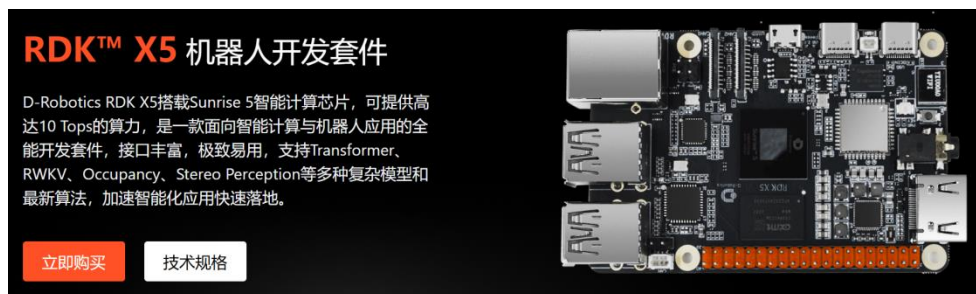 RDK™ X5 机器人开发套件
D-Robotics RDK X5搭载Sunrise 5智能计算芯片，可提供高
达10 Tops的算力，是一款面向智能计算与机器人应用的全
能开发套件，接口丰富，极致易用，支持Transformer、
RWKV、Occupancy、Stereo Perception等多种复杂模型和
最新算法，加速智能化应用快速落地。
立即购买
技术规格
RDK X5